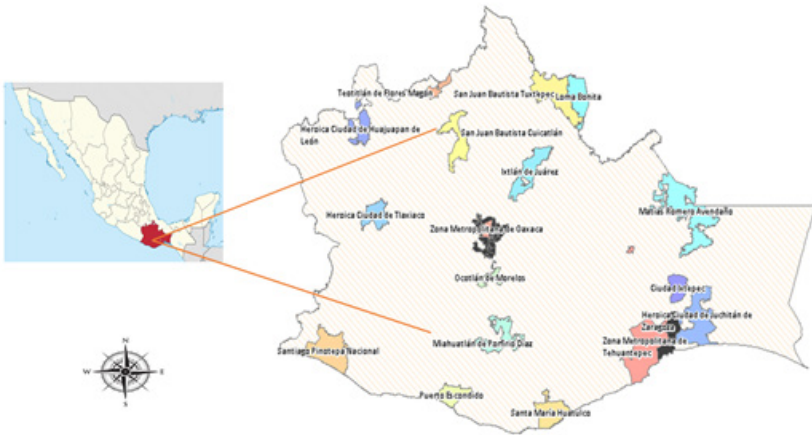 Teotitlán de Flores Magón
San Juan Bautista Tuxtepec
Loma Bonita
Heroica Ciudad de Huajuapan de
León
San Juan Bautista Cuicatlán
Ixtlán de Juárez
Heroica Ciudad de Tlaxiaco
Matías Romero Avendaño
Zona Metropolitana de Oaxaca
Ocotlán de Morelos
Ciudad Ixtepec
Heroica Ciudad de Juchitán de
Zaragoza
Zona Metropolitana de
Tehuantepec
Santiago Pinotepa Nacional
Miahuatlán de Porfirio Díaz
Puerto Escondido
Santa María Huatulco
N
W
E
S